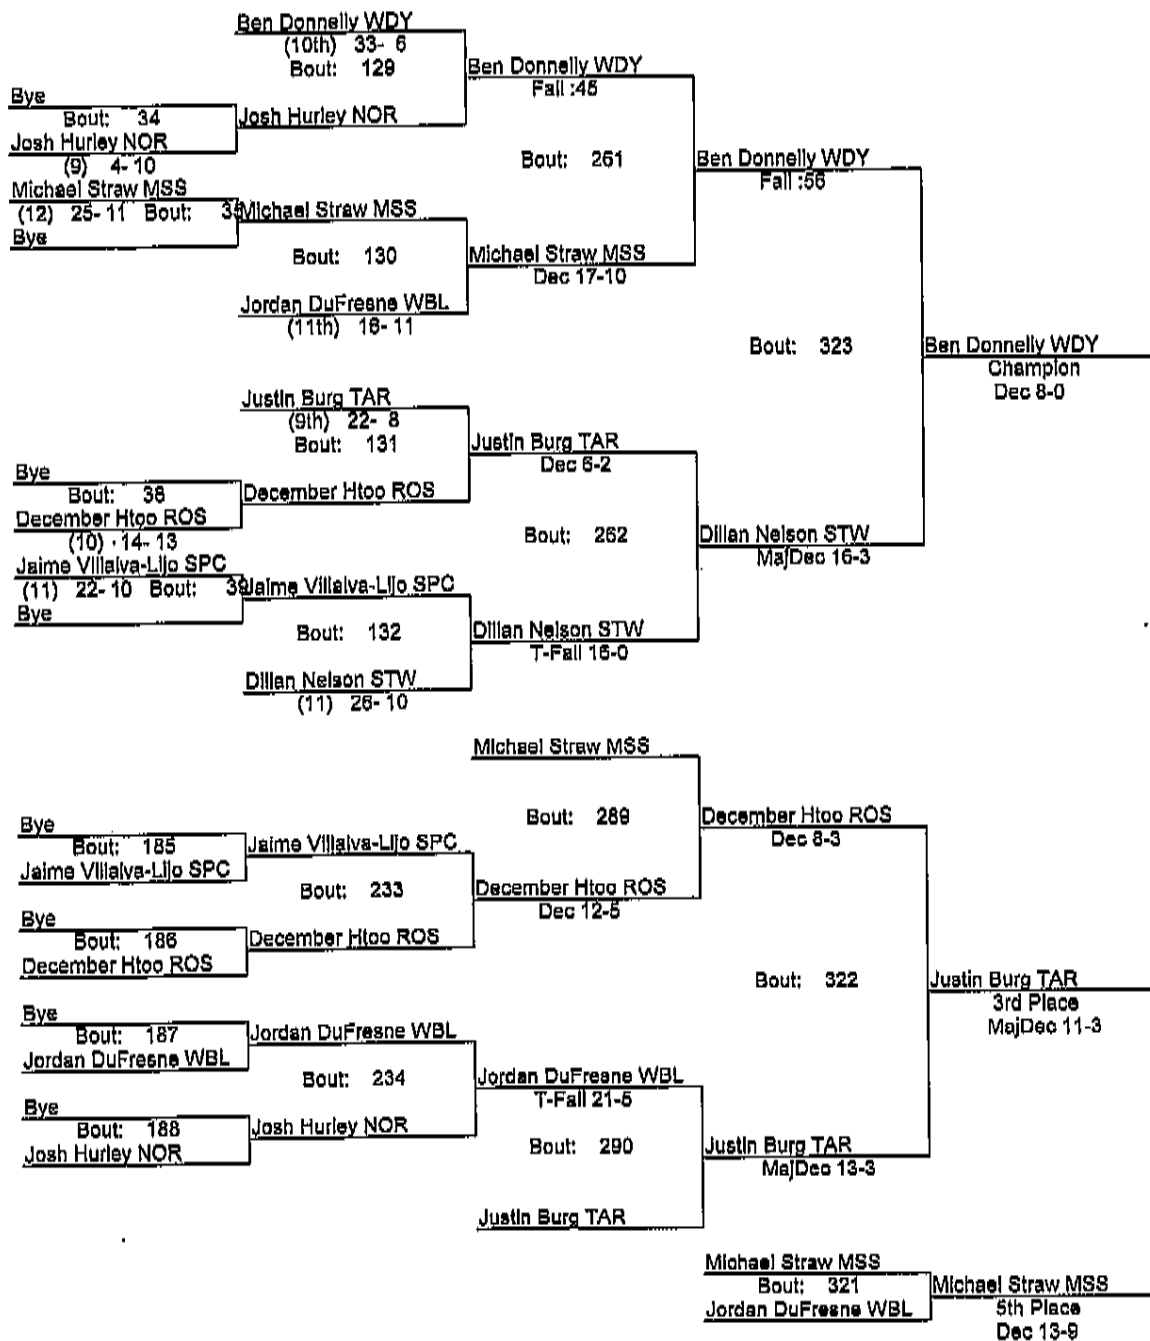 Ben Donnelly WDY
(10th) 33- 6
Bout: 129
Ben Donnelly WDY
Fall :45
Bye
Bout: 34
Josh Hurley NOR
Josh Hurley NOR
(9) 4- 10
Bout: 261
Ben Donnelly WDY
Fall :56
Michael Straw MSS
(12) 25- 11 Bout: 35
Michael Straw MSS
Bye
Bout: 130
Michael Straw MSS
Dec 17-10
Jordan DuFresne WBL
(11th) 16- 11
Bout: 323
Ben Donnelly WDY
Champion
Dec 8-0
Justin Burg TAR
(9th) 22- 8
Bout: 131
Justin Burg TAR
Dec 6-2
Bye
Bout: 38
December Htoo ROS
December Htoo ROS
(10) 14- 13
Bout: 262
Dillan Nelson STW
MajDec 16-3
Jaime Villalva-Lijo SPC
(11) 22- 10 Bout: 39
Jaime Villalva-Lijo SPC
Bye
Bout: 132
Dillan Nelson STW
T-Fall 16-0
Dillan Nelson STW
(11) 26- 10
Michael Straw MSS
Bout: 289
December Htoo ROS
Dec 8-3
Bye
Bout: 185
Jaime Villalva-Lijo SPC
Jaime Villalva-Lijo SPC
Bout: 233
December Htoo ROS
Dec 12-5
Bye
Bout: 186
December Htoo ROS
December Htoo ROS
Bout: 322
Justin Burg TAR
3rd Place
MajDec 11-3
Bye
Bout: 187
Jordan DuFresne WBL
Jordan DuFresne WBL
Bout: 234
Jordan DuFresne WBL
T-Fall 21-5
Bye
Bout: 188
Josh Hurley NOR
Josh Hurley NOR
Bout: 290
Justin Burg TAR
MajDec 13-3
Justin Burg TAR
Michael Straw MSS
Bout: 321
Jordan DuFresne WBL
Michael Straw MSS
5th Place
Dec 13-9